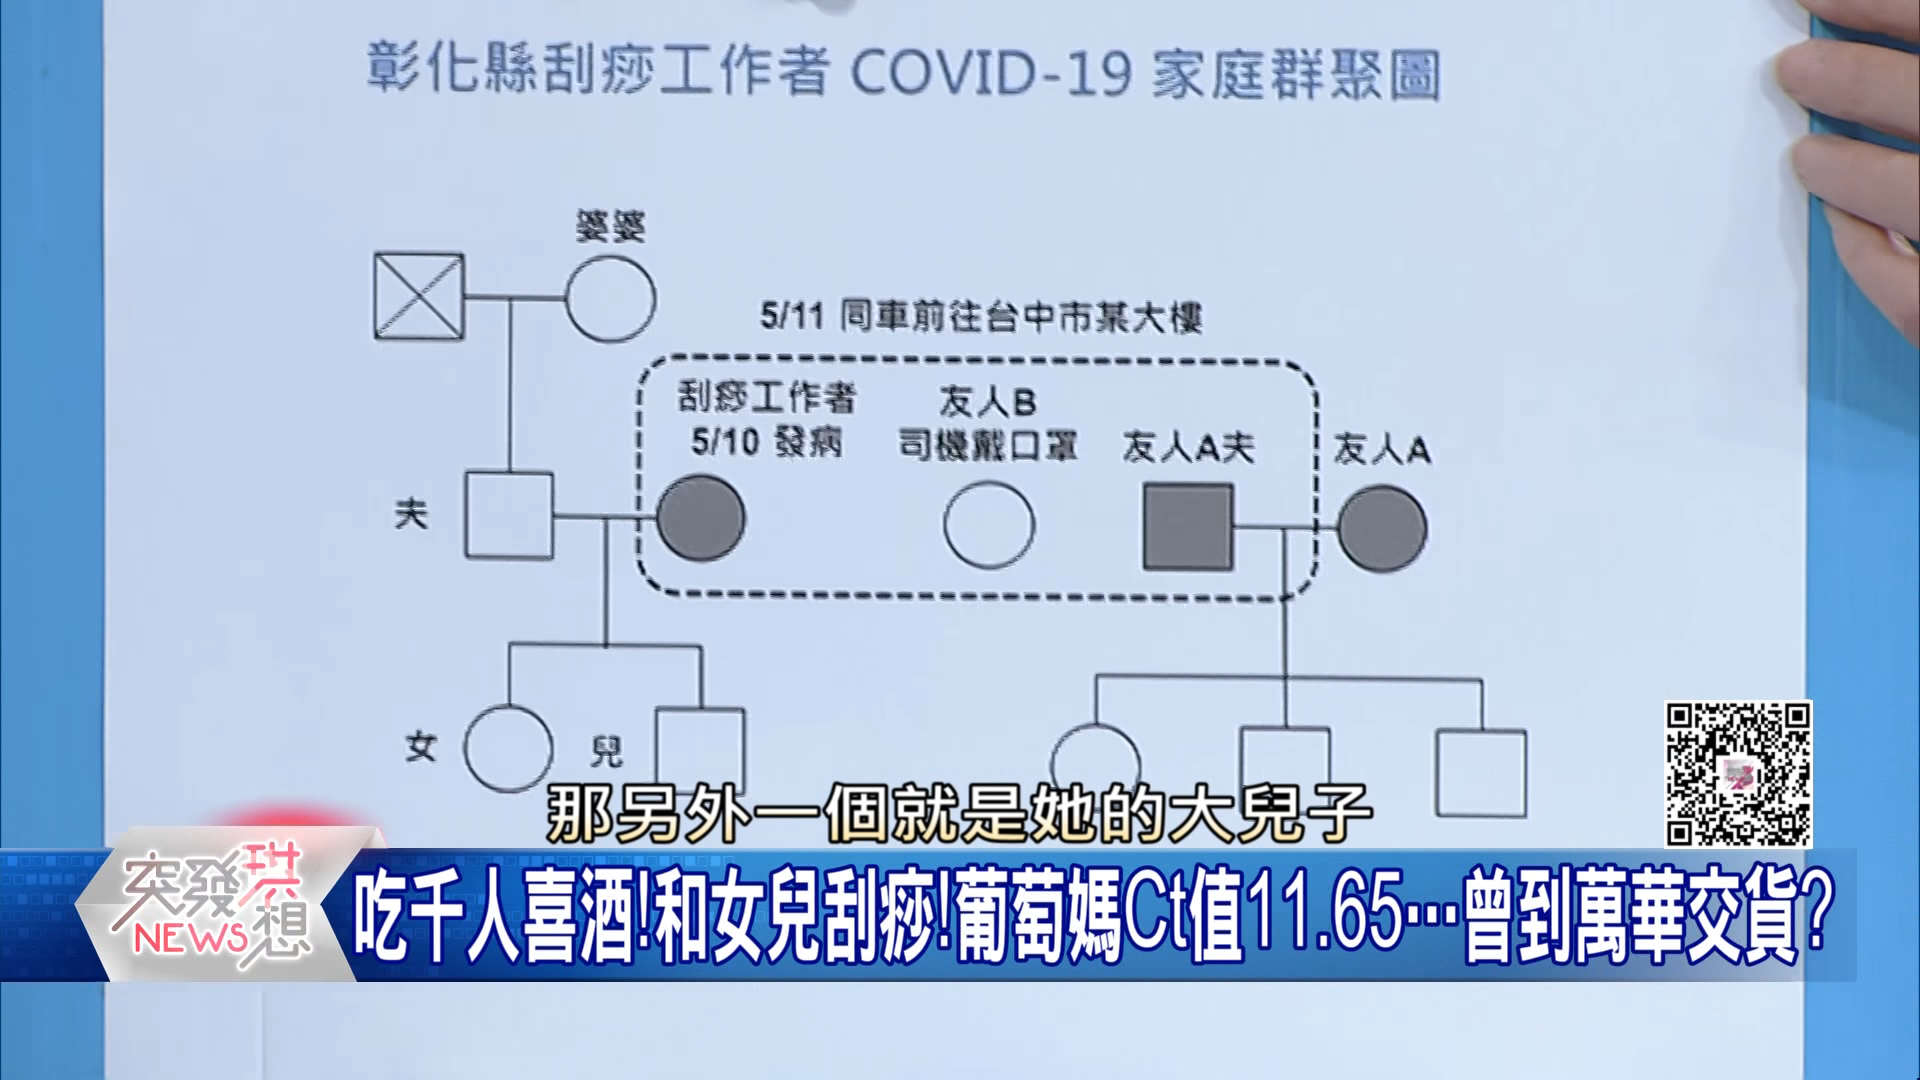 彰化縣刮痧工作者 COVID-19 家庭群聚圖
婆婆
5/11 同車前往台中市某大樓
刮痧工作者
5/10 發病
友人B
司機戴口罩
友人A夫
友人A
夫
女
兒
那另外一個就是她的大兒子
突發琪想
NEWS
吃千人喜酒!和女兒刮痧!葡萄媽Ct值11.65…曾到萬華交貨?